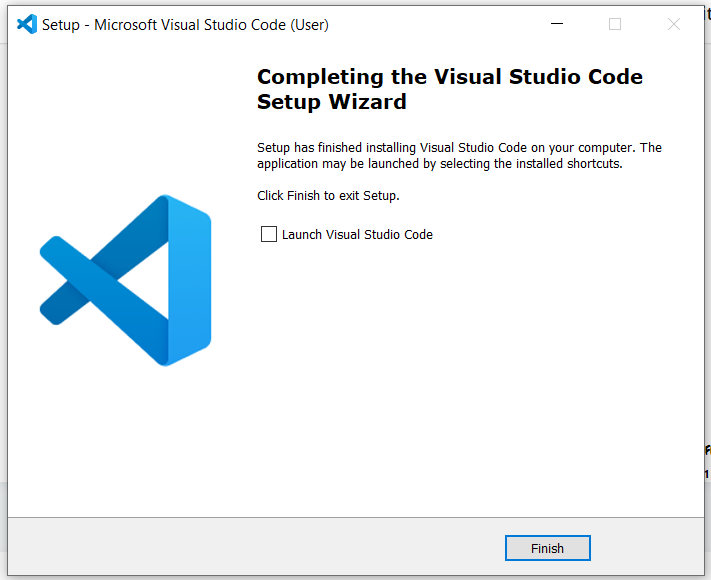 Setup - Microsoft Visual Studio Code (User)
Completing the Visual Studio Code
Setup Wizard
Setup has finished installing Visual Studio Code on your computer. The
application may be launched by selecting the installed shortcuts.
Click Finish to exit Setup.
Launch Visual Studio Code
Finish